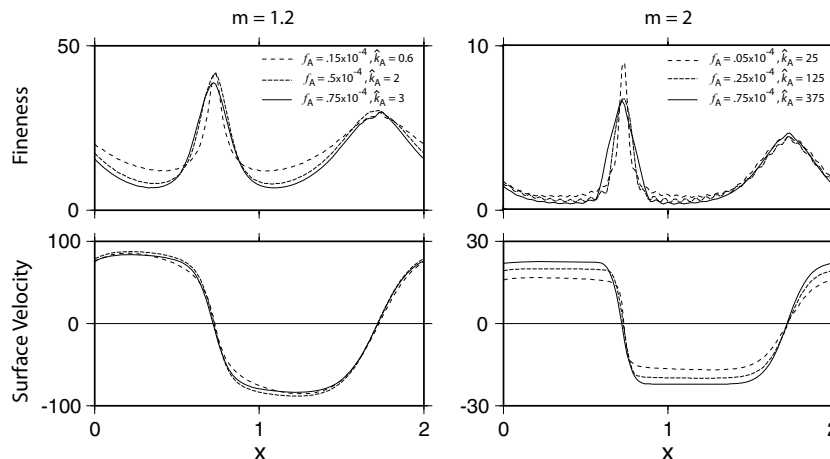 m = 1.2
m = 2
Fineness
50
0
f_A = .15x10^-4 , k̂_A = 0.6
f_A = .5x10^-4 , k̂_A = 2
f_A = .75x10^-4 , k̂_A = 3
10
0
f_A = .05x10^-4 , k̂_A = 25
f_A = .25x10^-4 , k̂_A = 125
f_A = .75x10^-4 , k̂_A = 375
Surface Velocity
100
0
-100
30
0
-30
0 1 2
0 1 2
x
x